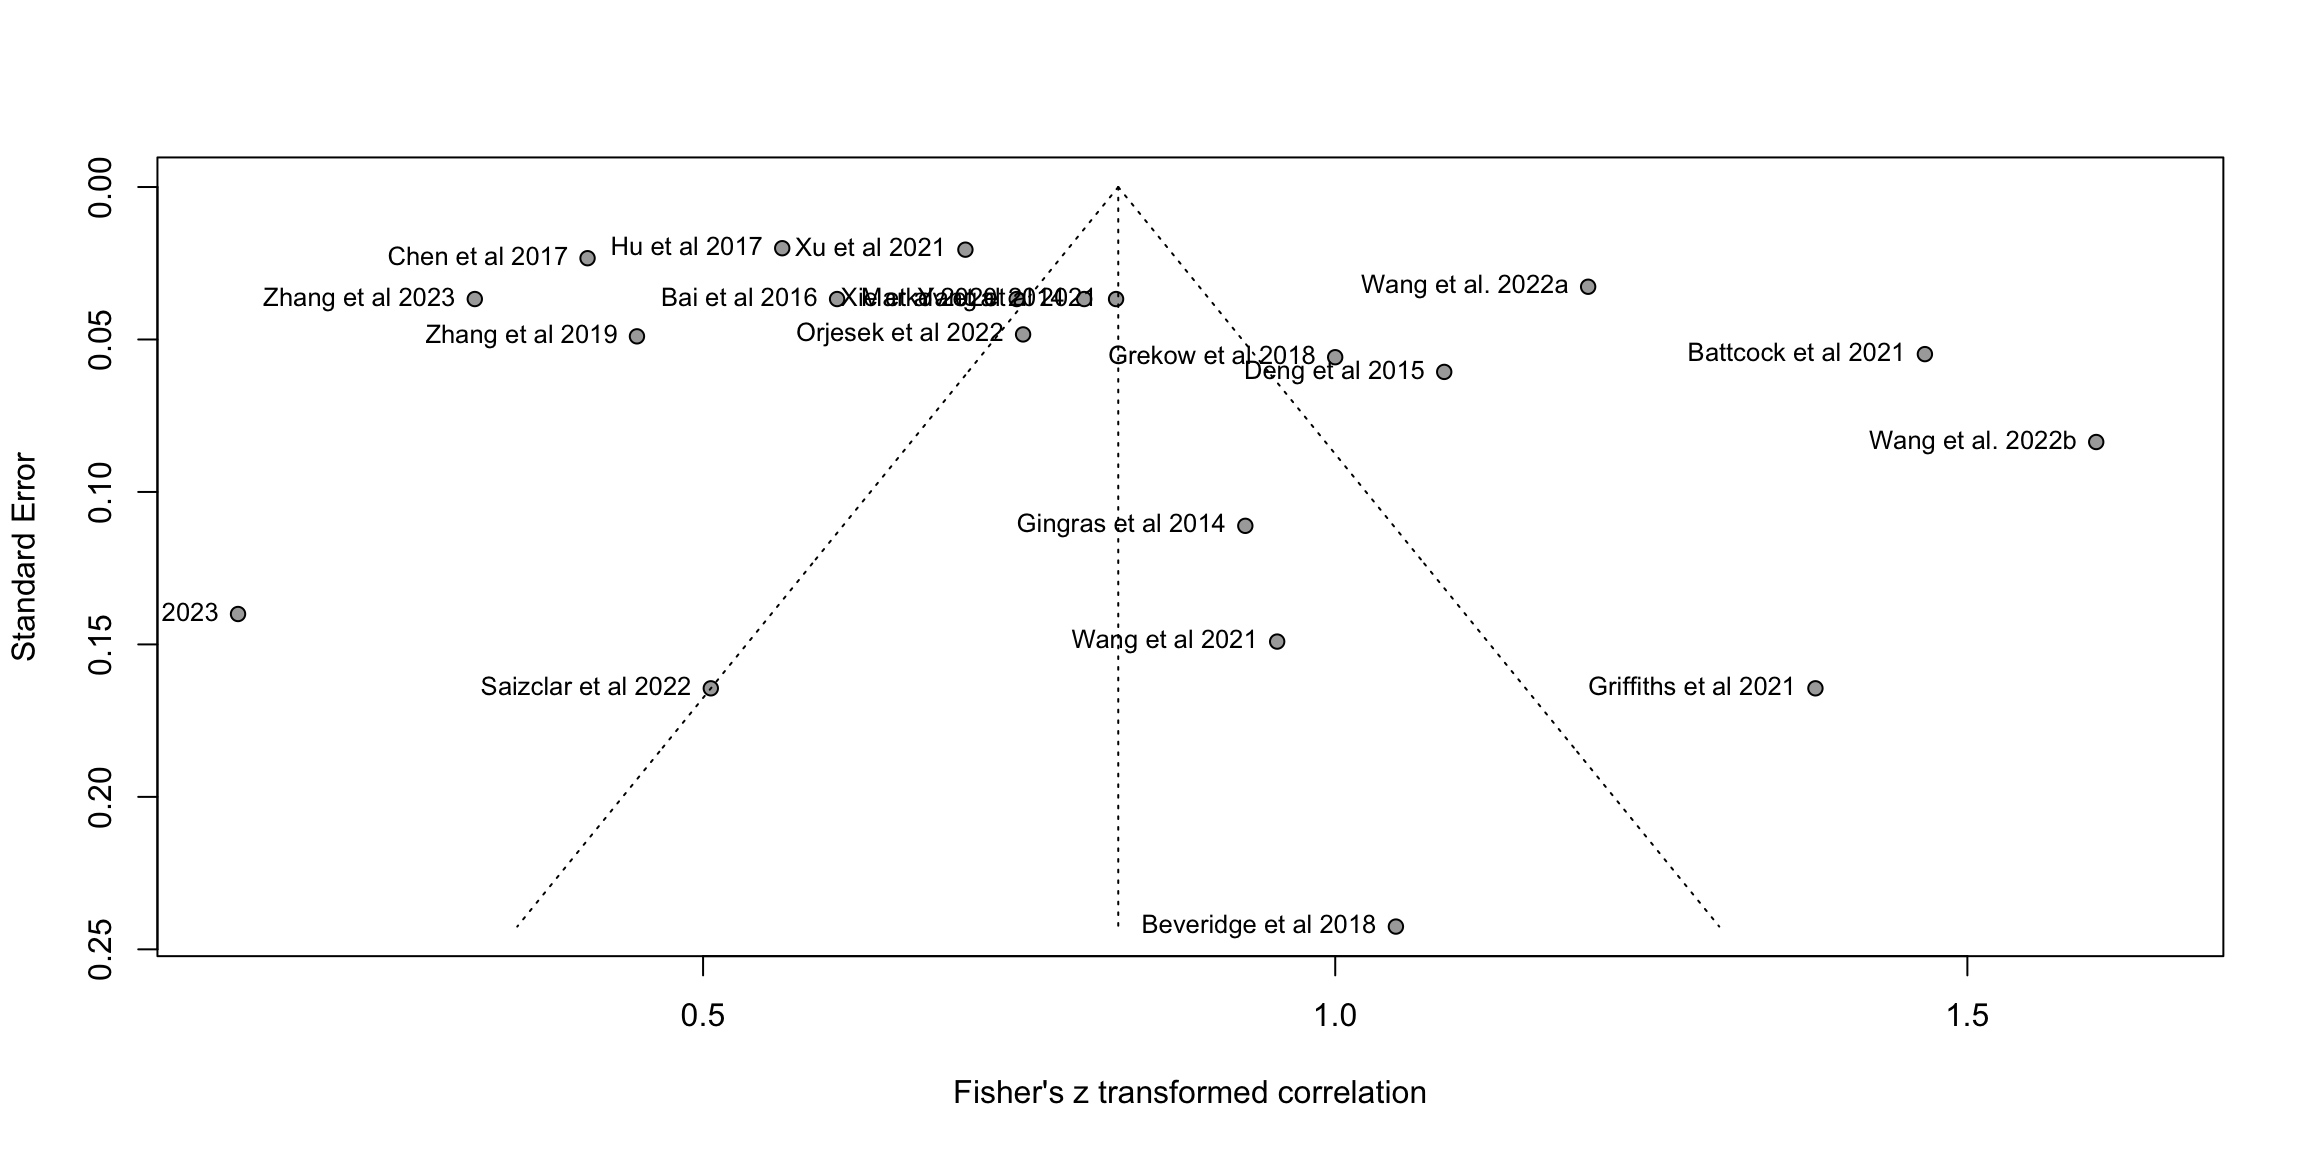 0.00
Hu et al 2017
Xu et al 2021
Chen et al 2017
Wang et al. 2022a
Zhang et al 2023
Bai et al 2016
0.05
Orjesek et al 2022
Zhang et al 2019
Battcock et al 2021
Grekow et al 2018
Deng et al 2015
Wang et al. 2022b
0.10
Gingras et al 2014
2023
Wang et al 2021
0.15
Saizclar et al 2022
Griffiths et al 2021
0.20
Beveridge et al 2018
0.25
Standard Error
0.5 1.0 1.5
Fisher's z transformed correlation